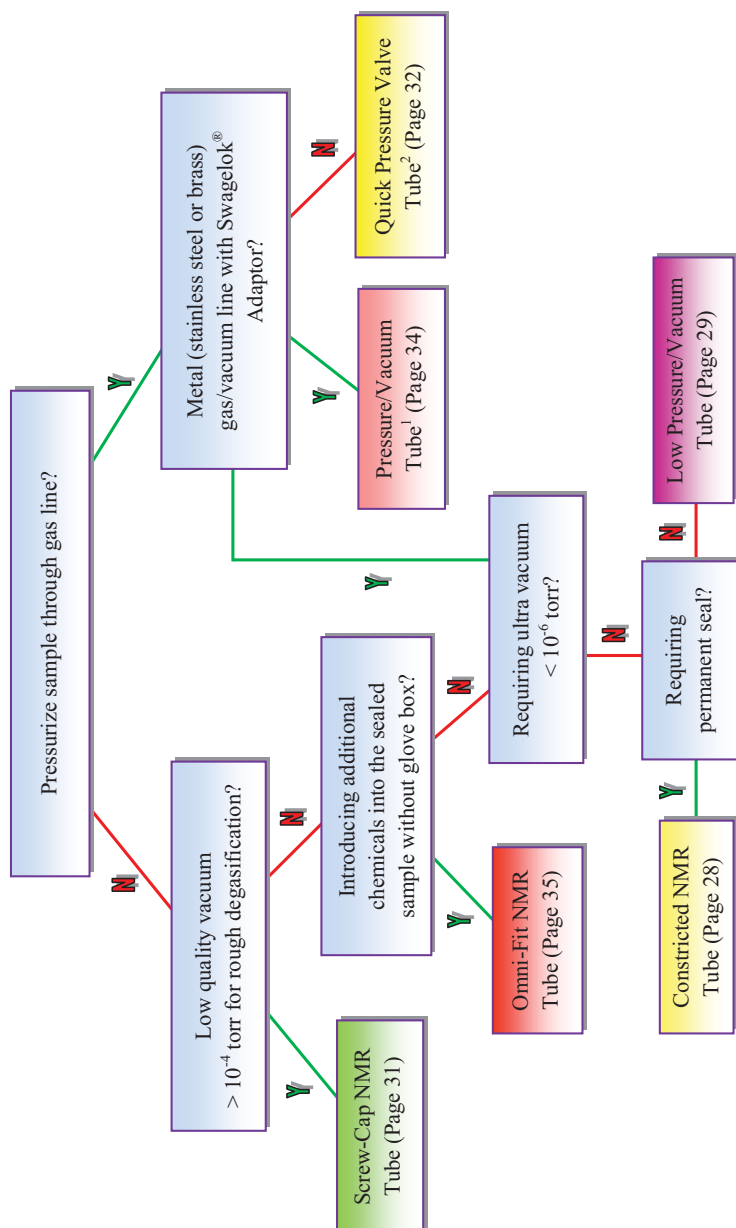 Pressurize sample through gas line?
N
Y
Low quality vacuum
> 10⁻⁴ torr for rough degasification?
Metal (stainless steel or brass)
gas/vacuum line with Swagelok®
Adaptor?
Y
N
Y
N
Screw-Cap NMR
Tube (Page 31)
Introducing additional
chemicals into the sealed
sample without glove box?
Pressure/Vacuum
Tube¹ (Page 34)
Quick Pressure Valve
Tube² (Page 32)
Y
N
Y
Omni-Fit NMR
Tube (Page 35)
Requiring ultra vacuum
< 10⁻⁶ torr?
N
Constricted NMR
Tube (Page 28)
Y
Requiring
permanent seal?
N
Low Pressure/Vacuum
Tube (Page 29)